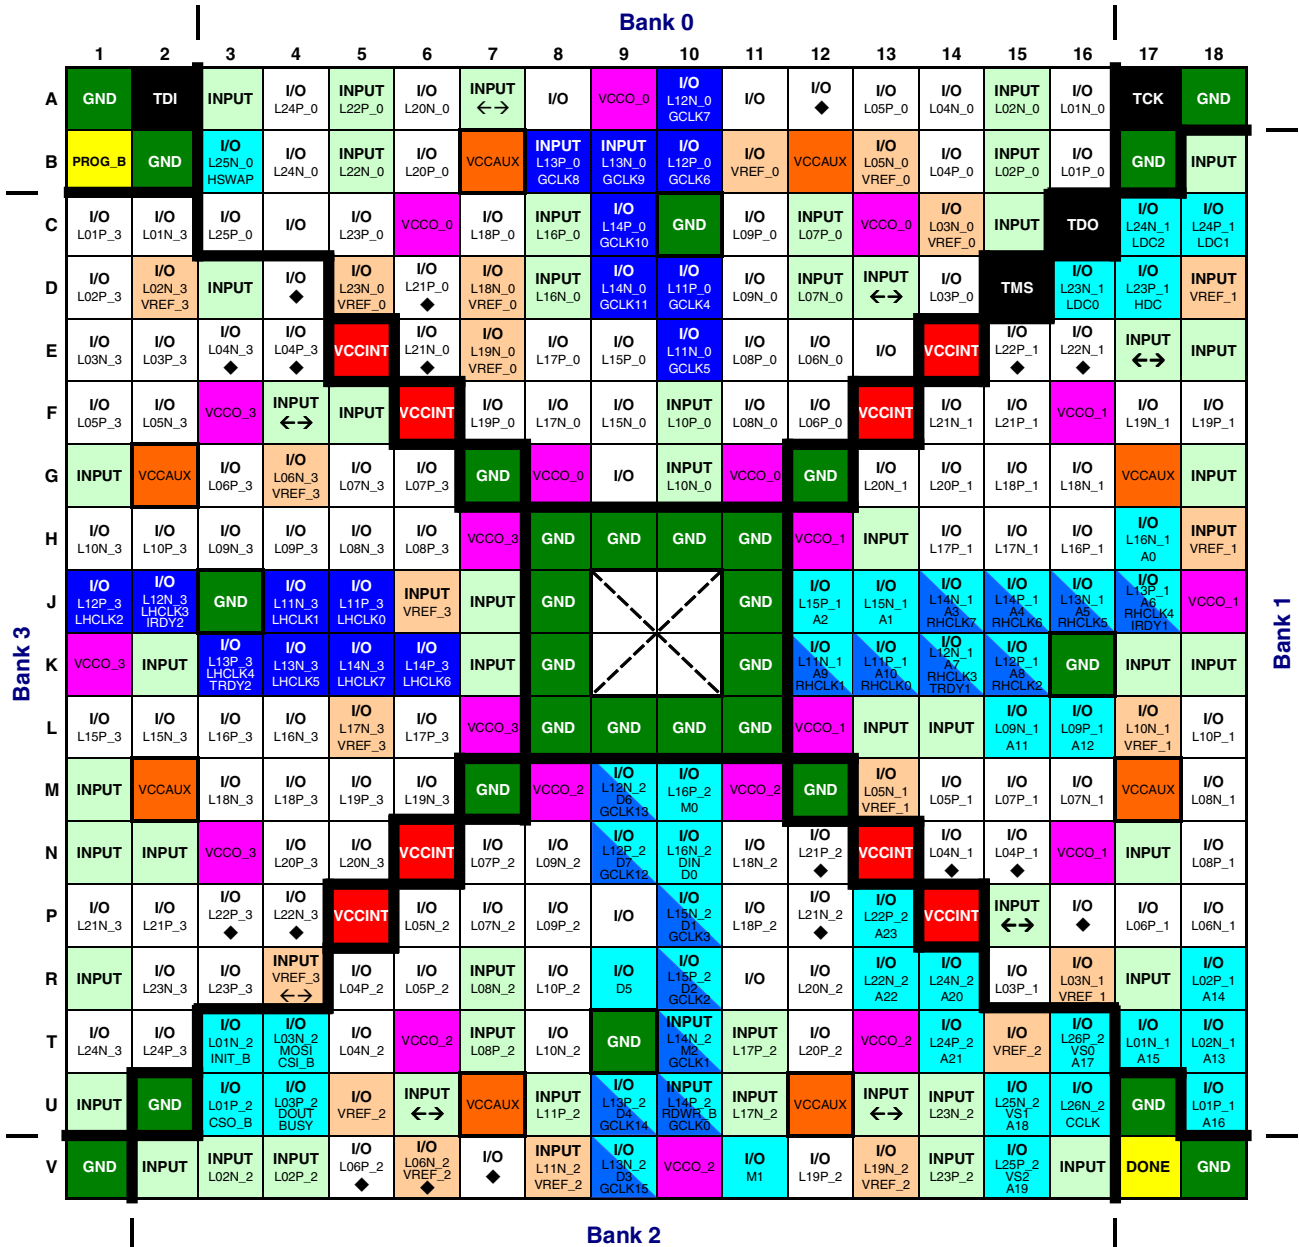 Bank 0
1 2 3 4 5 6 7 8 9 10 11 12 13 14 15 16 17 18
A GND TDI INPUT I/O L24P_0 INPUT L22P_0 I/O L20N_0 INPUT ←→ I/O VCCO_0 I/O L12N_0 GCLK7 I/O I/O ◆ I/O L05P_0 I/O L04N_0 INPUT L02N_0 I/O L01N_0 TCK GND
B PROG_B GND I/O L25N_0 HSWAP I/O L24N_0 INPUT L22N_0 I/O L20P_0 VCCAUX INPUT L13P_0 GCLK8 INPUT L13N_0 GCLK9 I/O L12P_0 GCLK6 I/O VREF_0 VCCAUX I/O L05N_0 VREF_0 I/O L04P_0 INPUT L02P_0 I/O L01P_0 GND INPUT
C I/O L01P_3 I/O L01N_3 I/O L25P_0 I/O I/O L23P_0 VCCO_0 I/O L18P_0 INPUT L16P_0 I/O L14P_0 GCLK10 GND I/O L09P_0 INPUT L07P_0 VCCO_0 I/O L03N_0 VREF_0 INPUT TDO I/O L24N_1 LDC2 I/O L24P_1 LDC1
D I/O L02P_3 I/O L02N_3 VREF_3 INPUT I/O ◆ I/O L23N_0 VREF_0 I/O L21P_0 ◆ I/O L18N_0 VREF_0 INPUT L16N_0 I/O L14N_0 GCLK11 I/O L11P_0 GCLK4 I/O L09N_0 INPUT L07N_0 INPUT ←→ I/O L03P_0 TMS I/O L23N_1 LDC0 I/O L23P_1 HDC INPUT VREF_1
E I/O L03N_3 I/O L03P_3 I/O L04N_3 ◆ I/O L04P_3 ◆ VCCINT I/O L21N_0 ◆ I/O L19N_0 VREF_0 I/O L17P_0 I/O L15P_0 I/O L11N_0 GCLK5 I/O L08P_0 I/O L06N_0 I/O VCCINT I/O L22P_1 ◆ I/O L22N_1 ◆ INPUT ←→ INPUT
F I/O L05P_3 I/O L05N_3 VCCO_3 INPUT ←→ INPUT VCCINT I/O L19P_0 I/O L17N_0 I/O L15N_0 INPUT L10P_0 I/O L08N_0 I/O L06P_0 VCCINT I/O L21N_1 I/O L21P_1 VCCO_1 I/O L19N_1 I/O L19P_1
G INPUT VCCAUX I/O L06P_3 I/O L06N_3 VREF_3 I/O L07N_3 I/O L07P_3 GND VCCO_0 I/O INPUT L10N_0 VCCO_0 GND I/O L20N_1 I/O L20P_1 I/O L18P_1 I/O L18N_1 VCCAUX INPUT
H I/O L10N_3 I/O L10P_3 I/O L09N_3 I/O L09P_3 I/O L08N_3 I/O L08P_3 VCCO_3 GND GND GND GND VCCO_1 INPUT I/O L17P_1 I/O L17N_1 I/O L16P_1 I/O L16N_1 A0 INPUT VREF_1
J I/O L12P_3 LHCLK2 I/O L12N_3 LHCLK3 IRDY2 GND I/O L11N_3 LHCLK1 I/O L11P_3 LHCLK0 INPUT VREF_3 INPUT GND GND I/O L15P_1 A2 I/O L15N_1 A1 I/O L14N_1 A3 RHCLK7 I/O L14P_1 A4 RHCLK6 I/O L13N_1 A5 RHCLK5 I/O L13P_1 A6 RHCLK4 IRDY1 VCCO_1
K VCCO_3 INPUT I/O L13P_3 LHCLK4 TRDY2 I/O L13N_3 LHCLK5 I/O L14N_3 LHCLK7 I/O L14P_3 LHCLK6 INPUT GND GND I/O L11N_1 A9 RHCLK1 I/O L11P_1 A10 RHCLK0 I/O L12N_1 A7 RHCLK3 TRDY1 I/O L12P_1 A8 RHCLK2 GND INPUT INPUT
L I/O L15P_3 I/O L15N_3 I/O L16P_3 I/O L16N_3 I/O L17N_3 VREF_3 I/O L17P_3 VCCO_3 GND GND GND GND VCCO_1 INPUT INPUT I/O L09N_1 A11 I/O L09P_1 A12 I/O L10N_1 VREF_1 I/O L10P_1
M INPUT VCCAUX I/O L18N_3 I/O L18P_3 I/O L19P_3 I/O L19N_3 GND VCCO_2 I/O L12N_2 D6 GCLK13 I/O L16P_2 M0 VCCO_2 GND I/O L05N_1 VREF_1 I/O L05P_1 I/O L07P_1 I/O L07N_1 VCCAUX I/O L08N_1
N INPUT INPUT VCCO_3 I/O L20P_3 I/O L20N_3 VCCINT I/O L07P_2 I/O L09N_2 I/O L12P_2 D7 GCLK12 I/O L16N_2 DIN D0 I/O L18N_2 I/O L21P_2 ◆ VCCINT I/O L04N_1 ◆ I/O L04P_1 ◆ VCCO_1 INPUT I/O L08P_1
P I/O L21N_3 I/O L21P_3 I/O L22P_3 ◆ I/O L22N_3 ◆ VCCINT I/O L05N_2 I/O L07N_2 I/O L09P_2 I/O I/O L15N_2 D1 GCLK3 I/O L18P_2 I/O L21N_2 ◆ I/O L22P_2 A23 VCCINT INPUT ←→ I/O ◆ I/O L06P_1 I/O L06N_1
R INPUT I/O L23N_3 I/O L23P_3 INPUT VREF_3 ←→ I/O L04P_2 I/O L05P_2 INPUT L08N_2 I/O L10P_2 I/O D5 I/O L15P_2 D2 GCLK2 I/O I/O L20N_2 I/O L22N_2 A22 I/O L24N_2 A20 I/O L03P_1 I/O L03N_1 VREF_1 INPUT I/O L02P_1 A14
T I/O L24N_3 I/O L24P_3 I/O L01N_2 INIT_B I/O L03N_2 MOSI CSI_B I/O L04N_2 VCCO_2 INPUT L08P_2 I/O L10N_2 GND INPUT L14N_2 M2 GCLK1 INPUT L17P_2 I/O L20P_2 VCCO_2 I/O L24P_2 A21 I/O VREF_2 I/O L26P_2 VS0 A17 I/O L01N_1 A15 I/O L02N_1 A13
U INPUT GND I/O L01P_2 CSO_B I/O L03P_2 DOUT BUSY I/O VREF_2 INPUT ←→ VCCAUX INPUT L11P_2 I/O L13P_2 D4 GCLK14 INPUT L14P_2 RDWR_B GCLK0 INPUT L17N_2 VCCAUX INPUT ←→ INPUT L23N_2 I/O L25N_2 VS1 A18 I/O L26N_2 CCLK GND I/O L01P_1 A16
V GND INPUT INPUT L02N_2 INPUT L02P_2 I/O L06P_2 ◆ I/O L06N_2 VREF_2 ◆ I/O ◆ INPUT L11N_2 VREF_2 I/O L13N_2 D3 GCLK15 VCCO_2 I/O M1 I/O L19P_2 I/O L19N_2 VREF_2 INPUT L23P_2 I/O L25P_2 VS2 A19 INPUT DONE GND
Bank 3
Bank 1
Bank 2